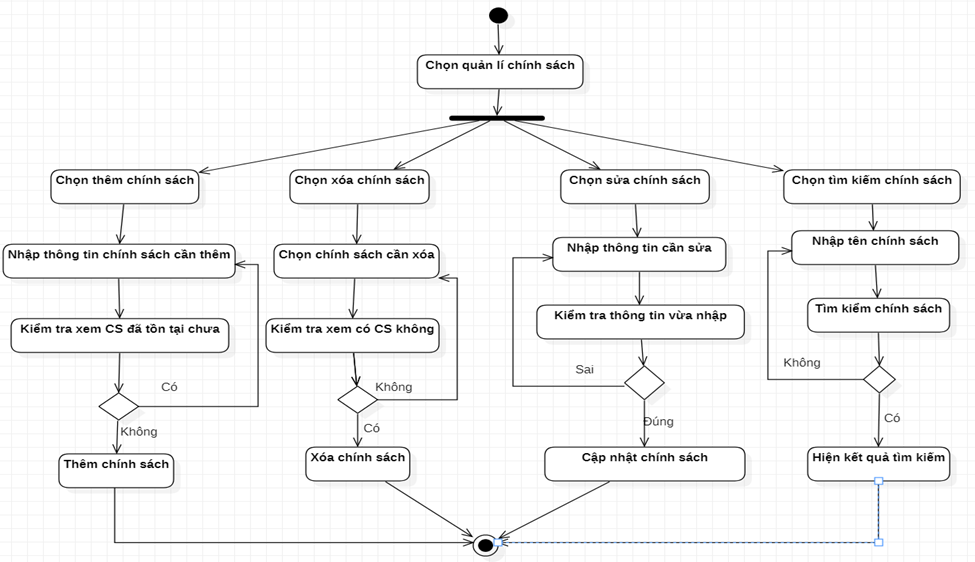 Chọn quản lí chính sách
Chọn thêm chính sách
Chọn xóa chính sách
Chọn sửa chính sách
Chọn tìm kiếm chính sách
Nhập thông tin chính sách cần thêm
Chọn chính sách cần xóa
Nhập thông tin cần sửa
Nhập tên chính sách
Kiểm tra xem CS đã tồn tại chưa
Kiểm tra xem có CS không
Kiểm tra thông tin vừa nhập
Tìm kiểm chính sách
Có
Không
Sai
Không
Không
Có
Đúng
Có
Thêm chính sách
Xóa chính sách
Cập nhật chính sách
Hiện kết quả tìm kiếm